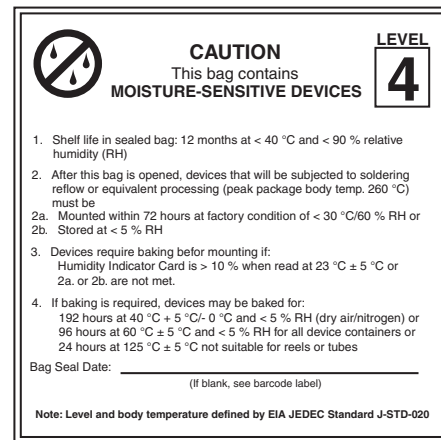 LEVEL
4
CAUTION
This bag contains
MOISTURE-SENSITIVE DEVICES
1. Shelf life in sealed bag: 12 months at < 40 °C and < 90 % relative
humidity (RH)
2. After this bag is opened, devices that will be subjected to soldering
reflow or equivalent processing (peak package body temp. 260 °C)
must be
2a. Mounted within 72 hours at factory condition of < 30 °C/60 % RH or
2b. Stored at < 5 % RH
3. Devices require baking befor mounting if:
Humidity Indicator Card is > 10 % when read at 23 °C ± 5 °C or
2a. or 2b. are not met.
4. If baking is required, devices may be baked for:
192 hours at 40 °C + 5 °C/- 0 °C and < 5 % RH (dry air/nitrogen) or
96 hours at 60 °C ± 5 °C and < 5 % RH for all device containers or
24 hours at 125 °C ± 5 °C not suitable for reels or tubes
Bag Seal Date:
(If blank, see barcode label)
Note: Level and body temperature defined by EIA JEDEC Standard J-STD-020